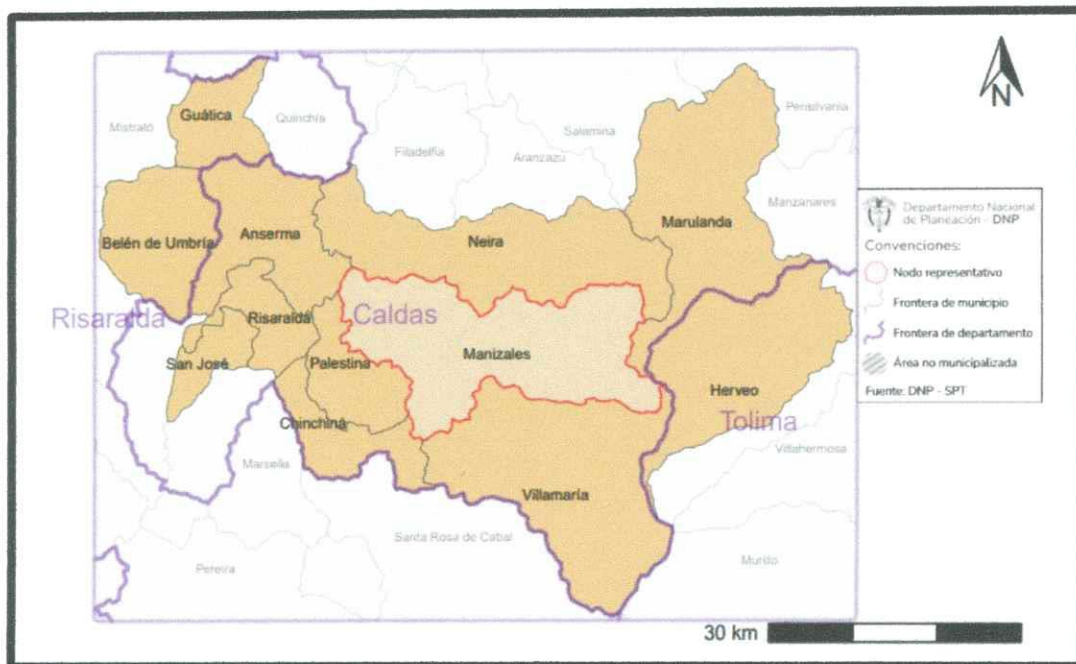 N
Guática
Quinchía
Mistrató
Filadelfia
Salamina
Aranzazu
Pensilvania
Manzanares
Marulanda
Belén de Umbría
Anserma
Neira
Risaralda
Risaralda
Caldas
San José
Palestina
Manizales
Herveo
Tolima
Chinchiná
Villahermosa
Marsella
Villamaría
Santa Rosa de Cabal
Pereira
Murillo
Departamento Nacional
de Planeación - DNP
Convenciones:
Nodo representativo
Frontera de municipio
Frontera de departamento
Área no municipalizada
Fuente: DNP - SPT
30 km